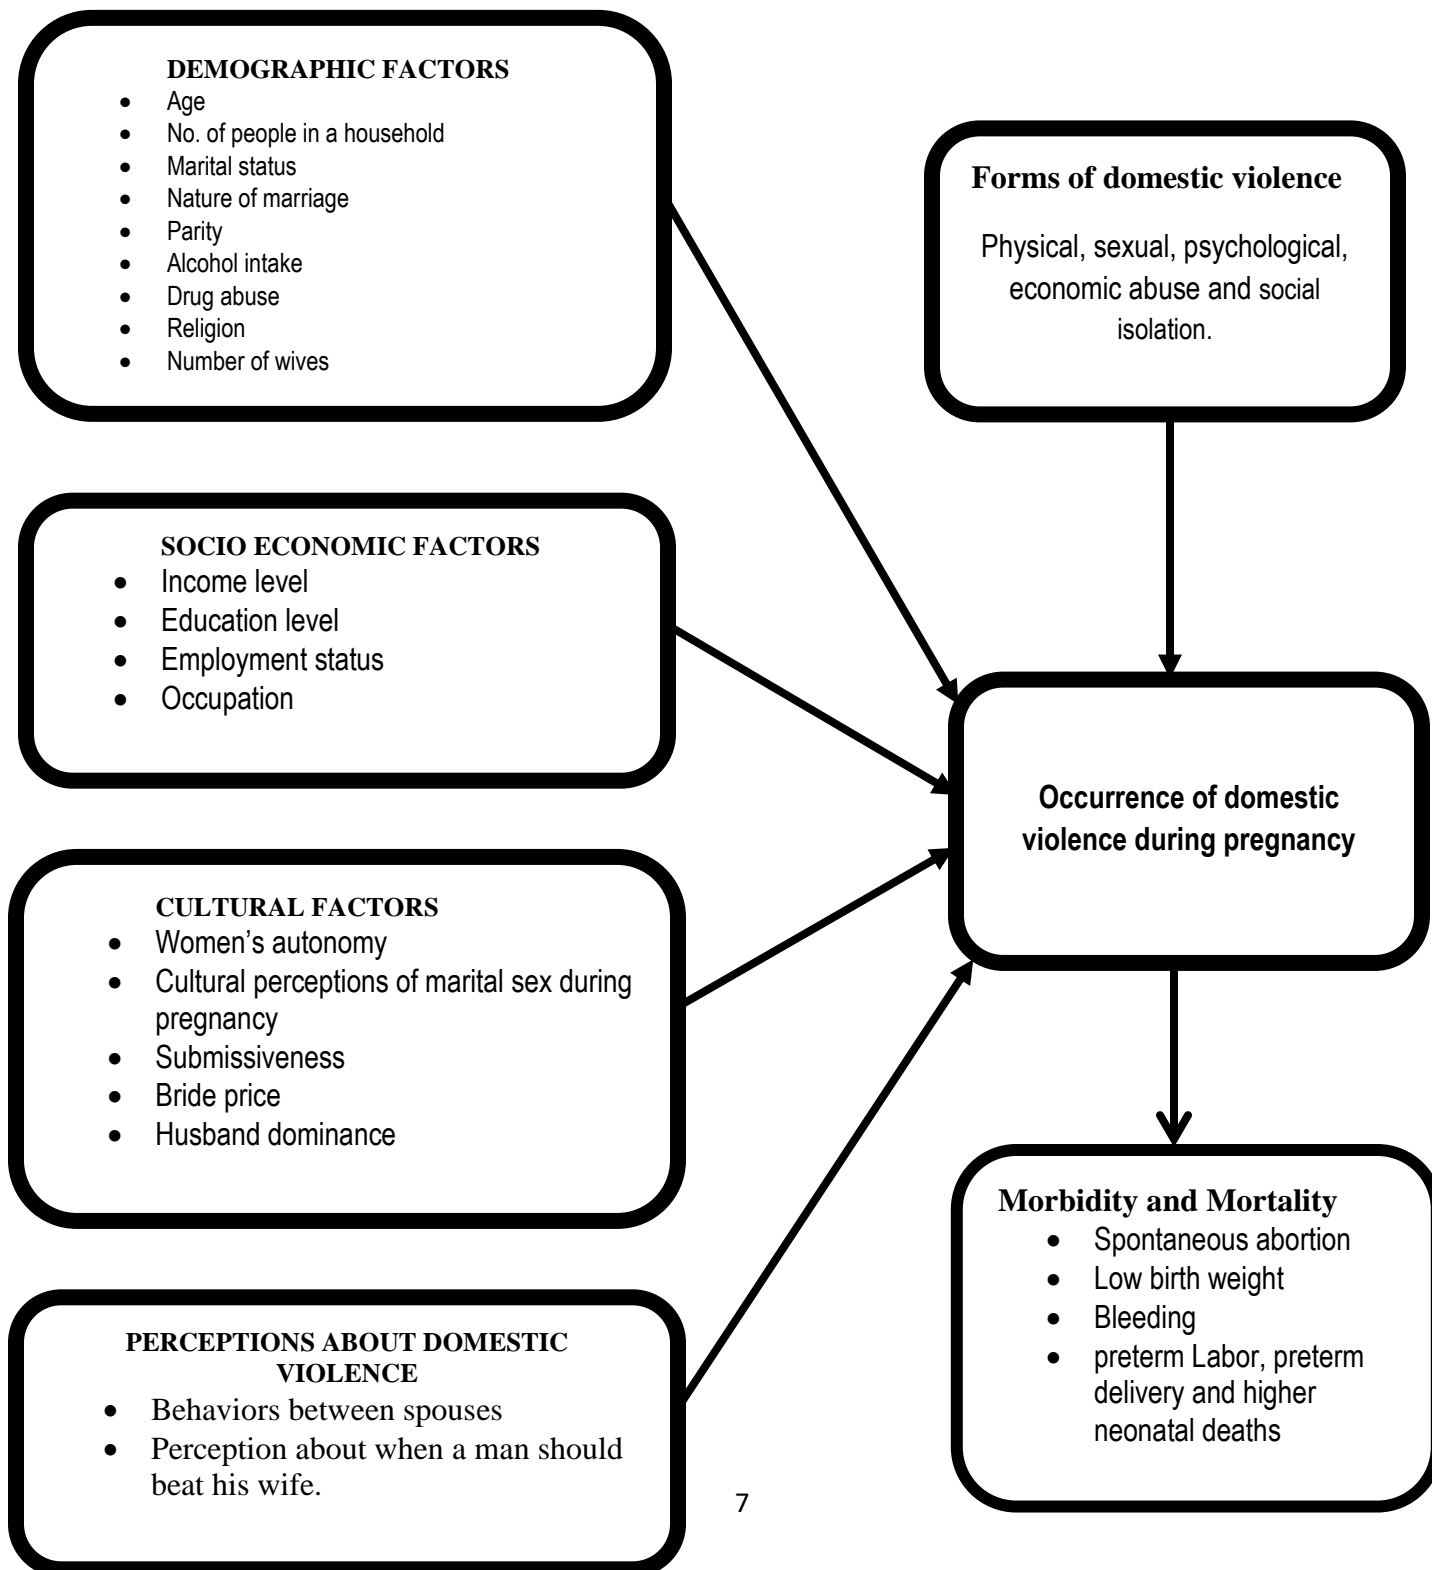 DEMOGRAPHIC FACTORS
• Age
• No. of people in a household
• Marital status
• Nature of marriage
• Parity
• Alcohol intake
• Drug abuse
• Religion
• Number of wives
Forms of domestic violence
Physical, sexual, psychological,
economic abuse and social
isolation.
SOCIO ECONOMIC FACTORS
• Income level
• Education level
• Employment status
• Occupation
Occurrence of domestic
violence during pregnancy
CULTURAL FACTORS
• Women’s autonomy
• Cultural perceptions of marital sex during
pregnancy
• Submissiveness
• Bride price
• Husband dominance
Morbidity and Mortality
• Spontaneous abortion
• Low birth weight
• Bleeding
• preterm Labor, preterm
delivery and higher
neonatal deaths
PERCEPTIONS ABOUT DOMESTIC
VIOLENCE
• Behaviors between spouses
• Perception about when a man should
beat his wife.
7